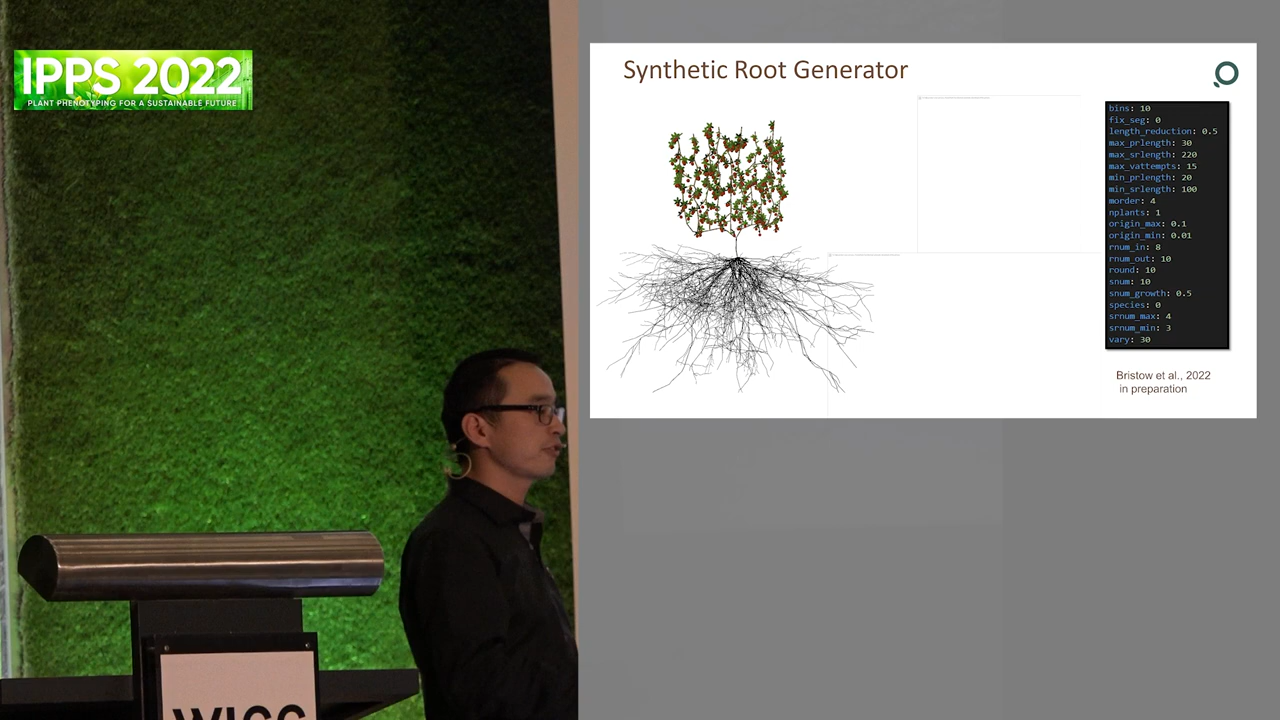 IPPS 2022
PLANT PHENOTYPING FOR A SUSTAINABLE FUTURE
Synthetic Root Generator
bins: 10
fix_seg: 0
length_reduction: 0.5
max_prlength: 30
max_srlength: 220
max_vattempts: 15
min_prlength: 20
min_srlength: 100
morder: 4
nplants: 1
origin_max: 0.1
origin_min: 0.01
rnum_in: 8
rnum_out: 10
round: 10
snum: 10
snum_growth: 0.5
species: 0
srnum_max: 4
srnum_min: 3
vary: 30
Bristow et al., 2022
in preparation